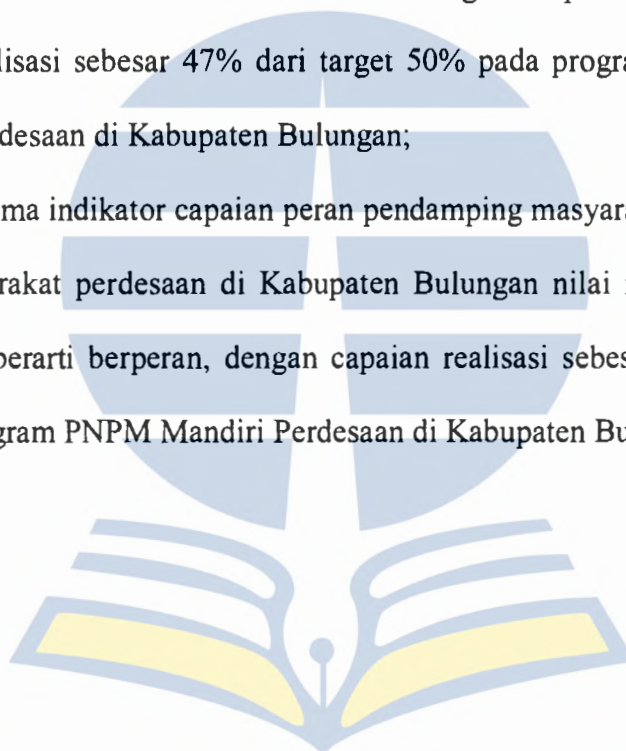 lisasi sebesar 47% dari target 50% pada progra
desaan di Kabupaten Bulungan;
ma indikator capaian peran pendamping masyara
rakat perdesaan di Kabupaten Bulungan nilai
berarti berperan, dengan capaian realisasi sebes
gram PNPM Mandiri Perdesaan di Kabupaten Bu